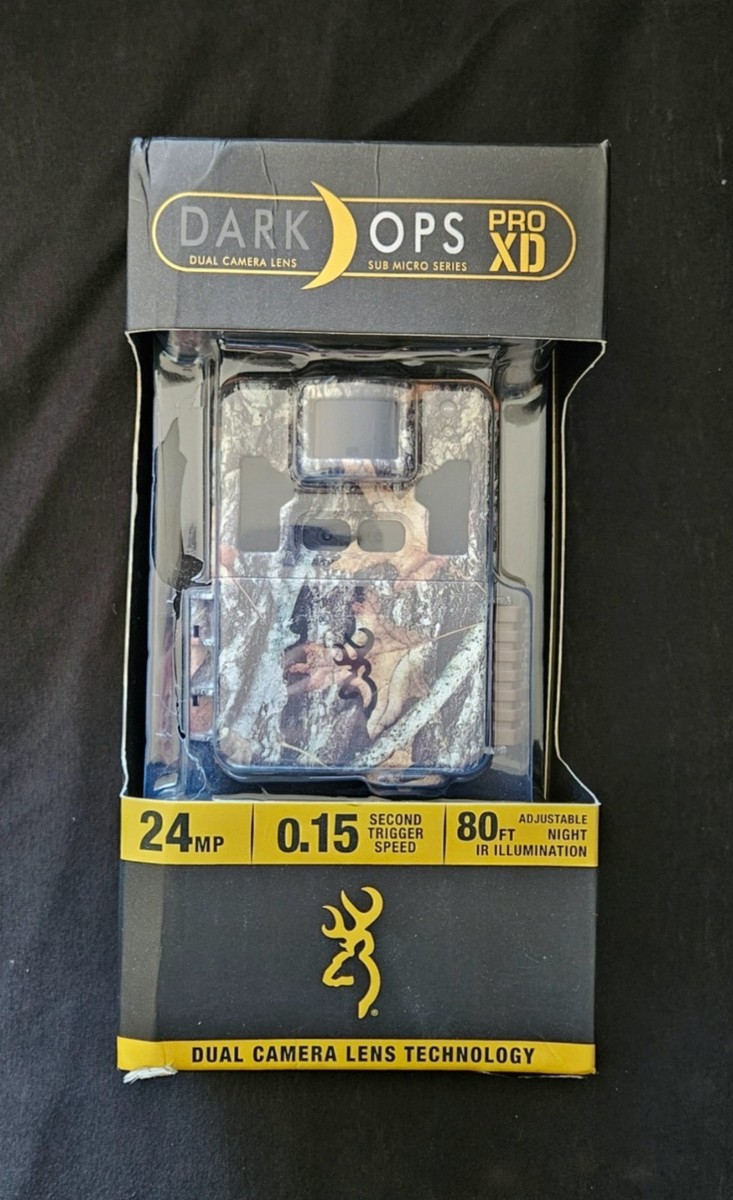 DARK OPS PRO XD
DUAL CAMERA LENS SUB MICRO SERIES
24MP
0.15 SECOND TRIGGER SPEED
80FT ADJUSTABLE NIGHT IR ILLUMINATION
®
DUAL CAMERA LENS TECHNOLOGY